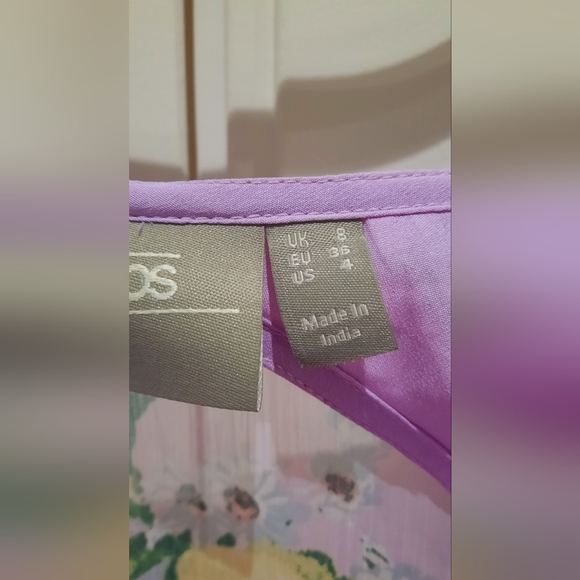 os
UK 8
EU 36
US 4
Made In
India